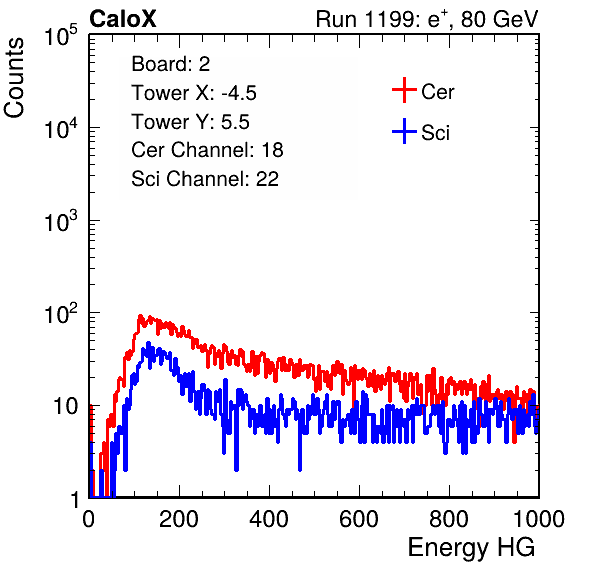 CaloX Run 1199: e⁺, 80 GeV
Counts
Board: 2
Tower X: -4.5
Tower Y: 5.5
Cer Channel: 18
Sci Channel: 22
Cer
Sci
10⁵
10⁴
10³
10²
10
1
0 200 400 600 800 1000
Energy HG